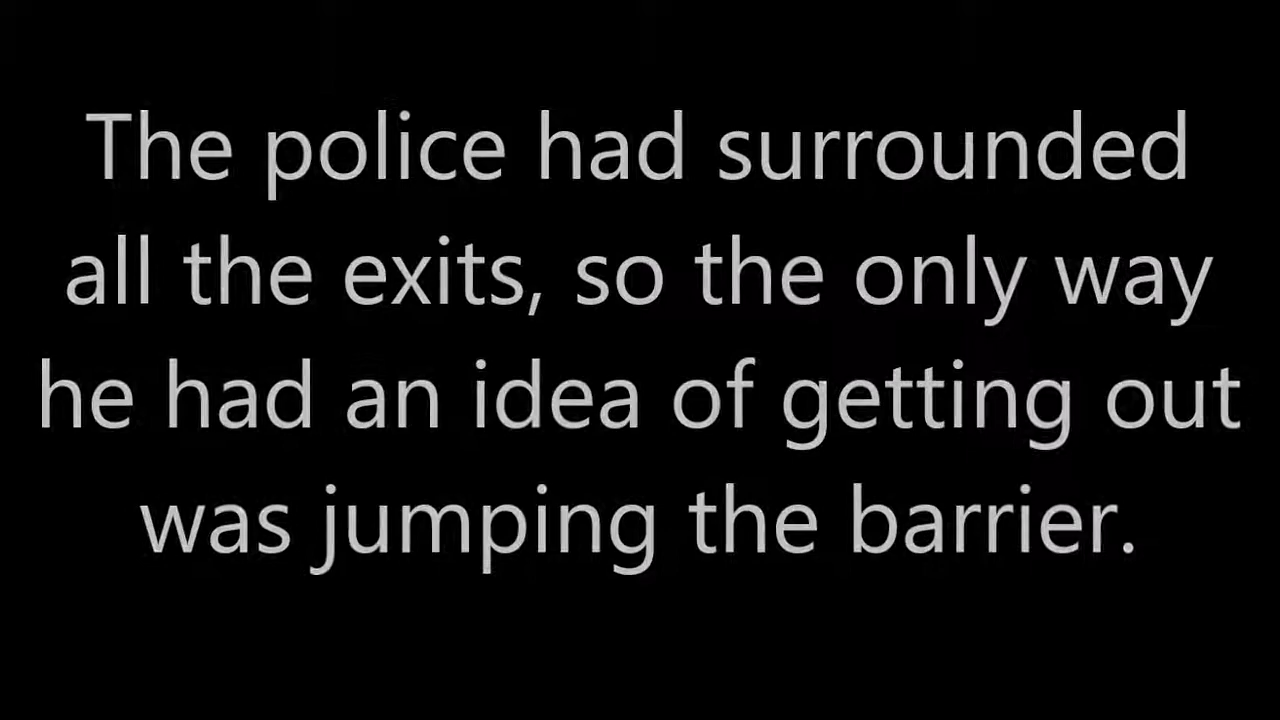 The police had surrounded
all the exits, so the only way
he had an idea of getting out
was jumping the barrier.